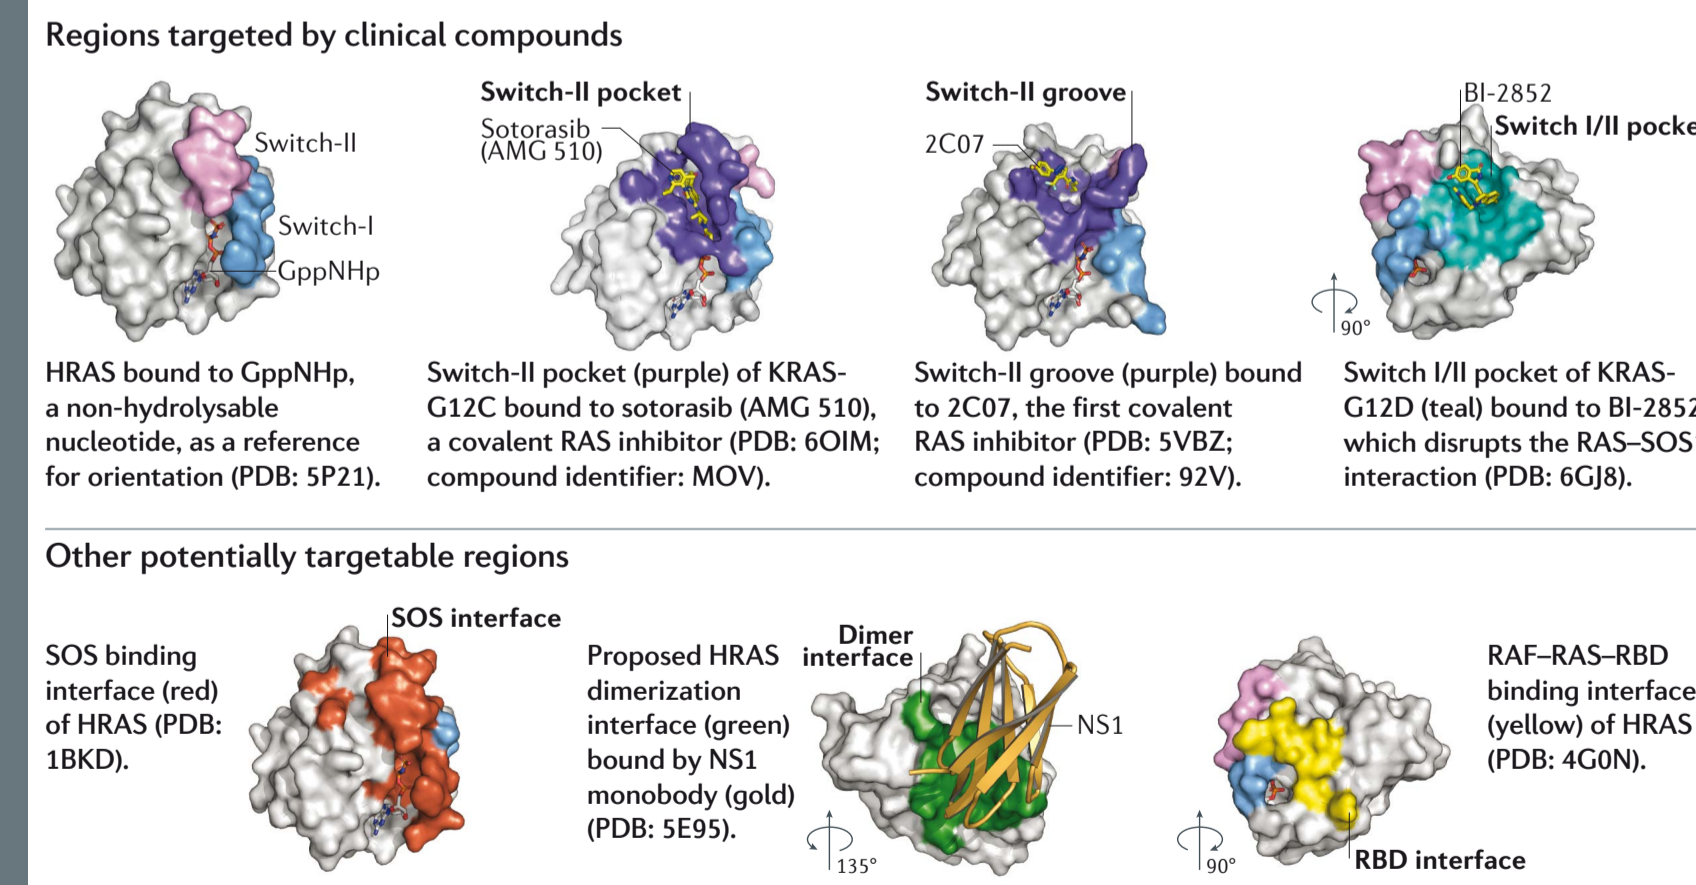 Regions targeted by clinical compounds
Switch-II
Switch-I
GppNHp
HRAS bound to GppNHp,
a non-hydrolysable
nucleotide, as a reference
for orientation (PDB: 5P21).
Switch-II pocket
Sotorasib
(AMG 510)
Switch-II pocket (purple) of KRAS-
G12C bound to sotorasib (AMG 510),
a covalent RAS inhibitor (PDB: 6OIM;
compound identifier: MOV).
Switch-II groove
2C07
Switch-II groove (purple) bound
to 2C07, the first covalent
RAS inhibitor (PDB: 5VBZ;
compound identifier: 92V).
BI-2852
Switch I/II pocke
90°
Switch I/II pocket of KRAS-
G12D (teal) bound to BI-2852
which disrupts the RAS–SOS
interaction (PDB: 6GJ8).
Other potentially targetable regions
SOS binding
interface (red)
of HRAS (PDB:
1BKD).
SOS interface
Proposed HRAS
dimerization
interface (green)
bound by NS1
monobody (gold)
(PDB: 5E95).
Dimer
interface
NS1
135°
90°
RBD interface
RAF–RAS–RBD
binding interface
(yellow) of HRAS
(PDB: 4G0N).